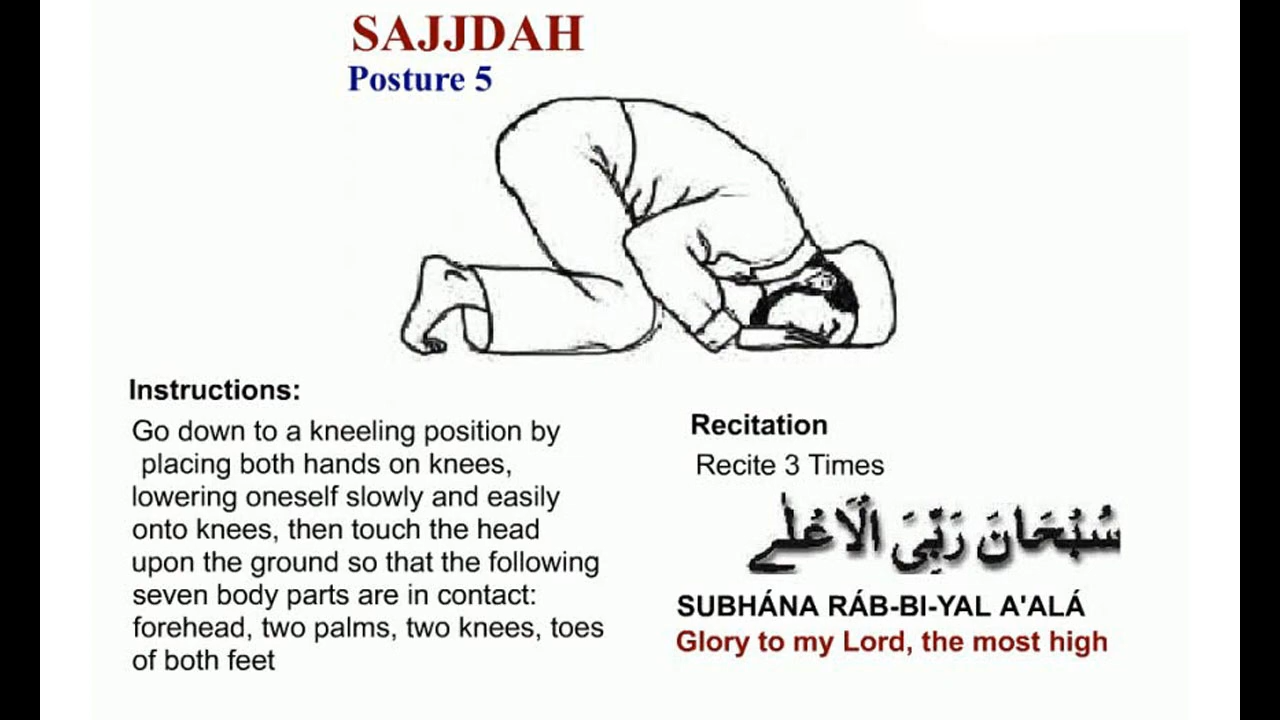 SAJJDAH
Posture 5
Instructions:
Go down to a kneeling position by
placing both hands on knees,
lowering oneself slowly and easily
onto knees, then touch the head
upon the ground so that the following
seven body parts are in contact:
forehead, two palms, two knees, toes
of both feet
Recitation
Recite 3 Times
سُبْحَانَ رَبِّىَ الْاَعْلٰے
SUBHÁNA RÁB-BI-YAL A'ALÁ
Glory to my Lord, the most high